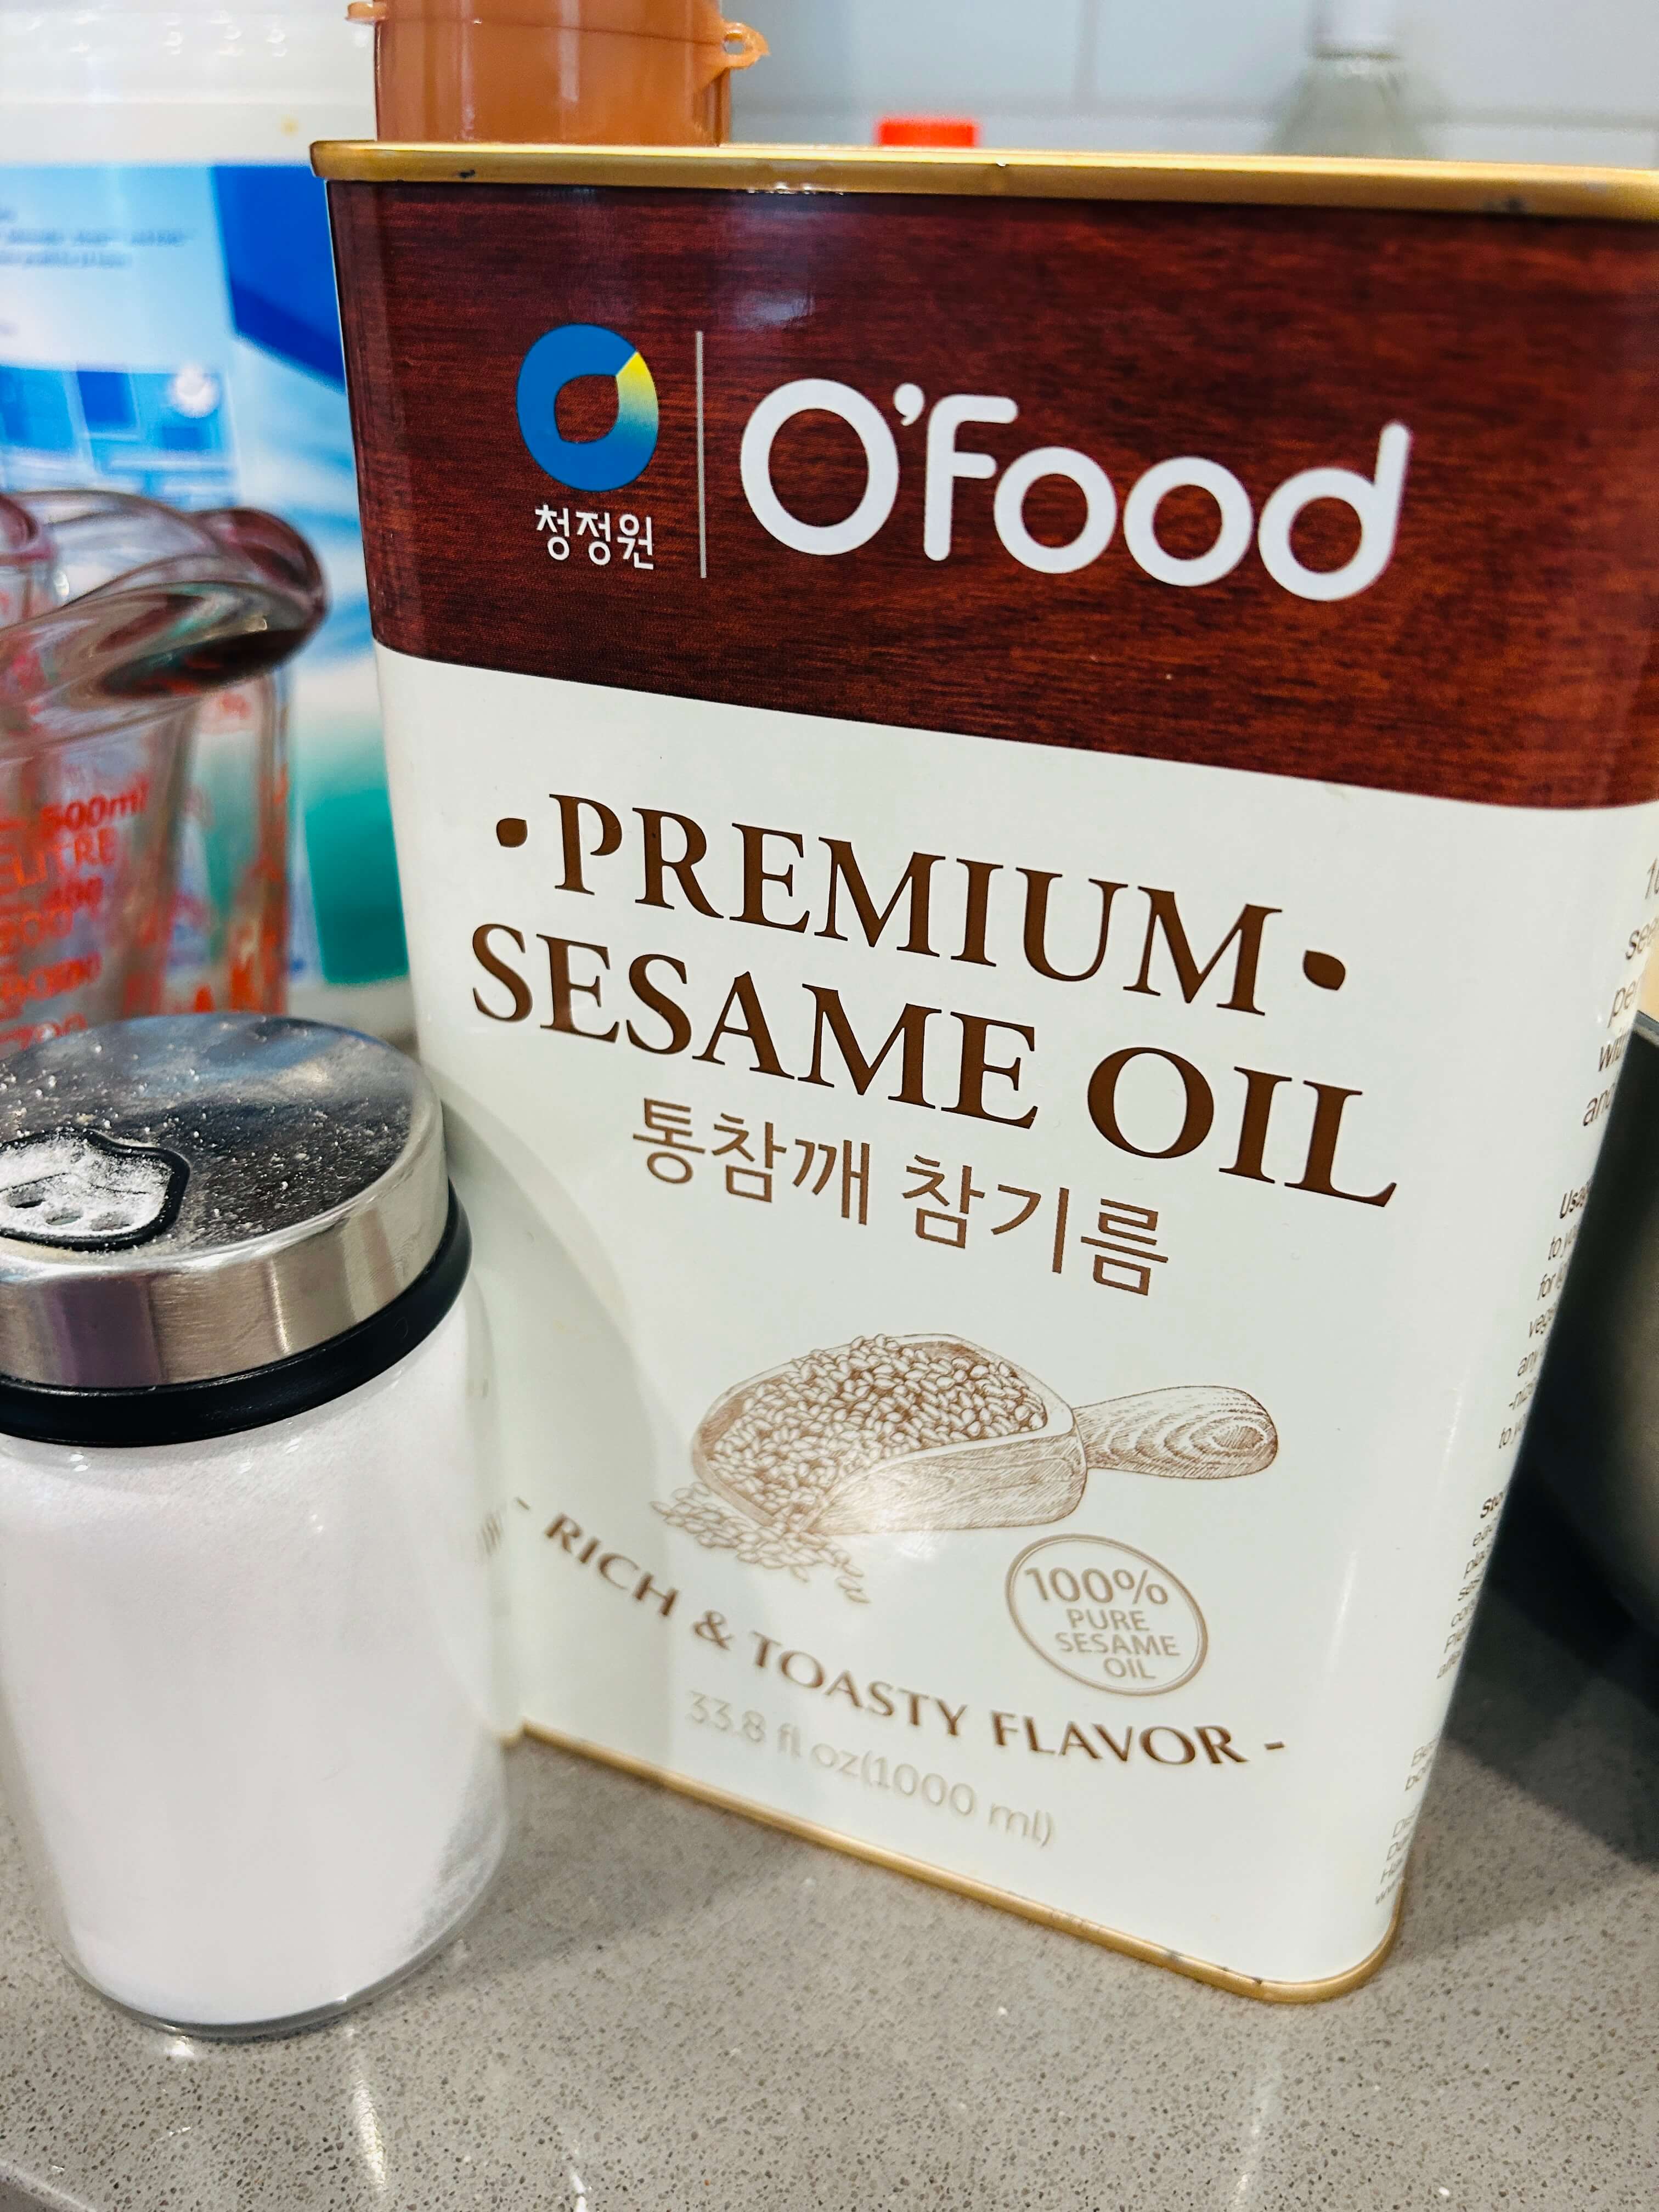 청정원
O'Food
PREMIUM
SESAME OIL
통참깨 참기름
100%
PURE
SESAME
OIL
- RICH & TOASTY FLAVOR -
33.8 fl oz(1000 ml)
500ml